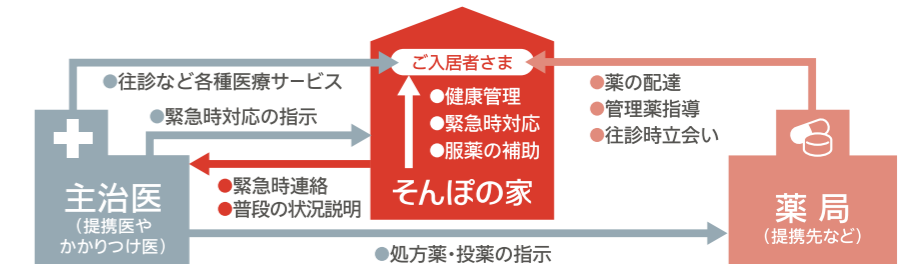 ご入居者さま
●往診など各種医療サービス
●緊急時対応の指示
●健康管理
●緊急時対応
●服薬の補助
●薬の配達
●管理薬指導
●往診時立会い
主治医
（提携医や
かかりつけ医）
●緊急時連絡
●普段の状況説明
そんぽの家
薬局
（提携先など）
●処方薬・投薬の指示